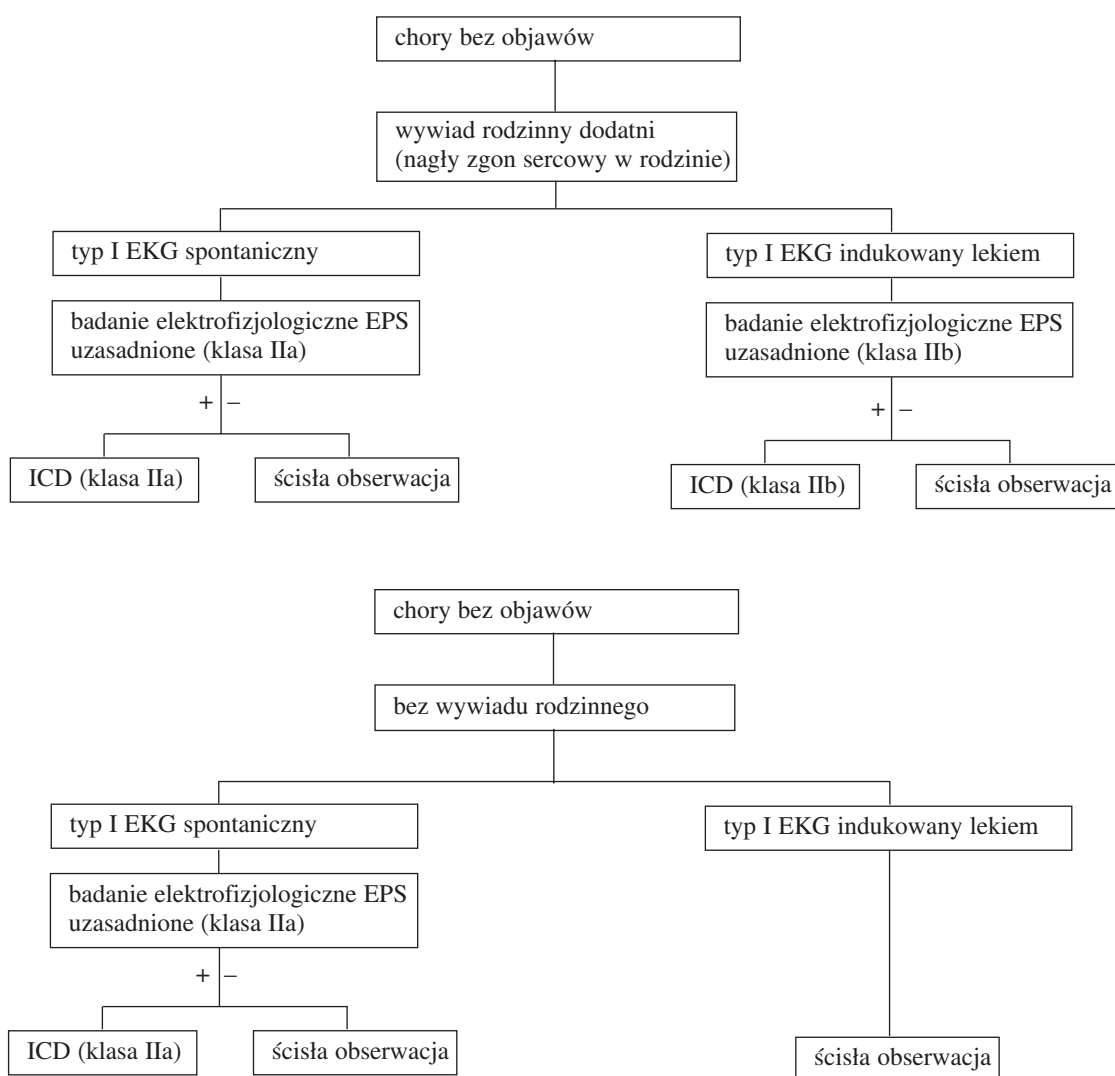 chory bez objawów
wywiad rodzinny dodatni
(nagły zgon sercowy w rodzinie)
typ I EKG spontaniczny
typ I EKG indukowany lekiem
badanie elektrofizjologiczne EPS
uzasadnione (klasa IIa)
badanie elektrofizjologiczne EPS
uzasadnione (klasa IIb)
+ –
+ –
ICD (klasa IIa)
ścisła obserwacja
ICD (klasa IIb)
ścisła obserwacja
chory bez objawów
bez wywiadu rodzinnego
typ I EKG spontaniczny
typ I EKG indukowany lekiem
badanie elektrofizjologiczne EPS
uzasadnione (klasa IIa)
+ –
ICD (klasa IIa)
ścisła obserwacja
ścisła obserwacja